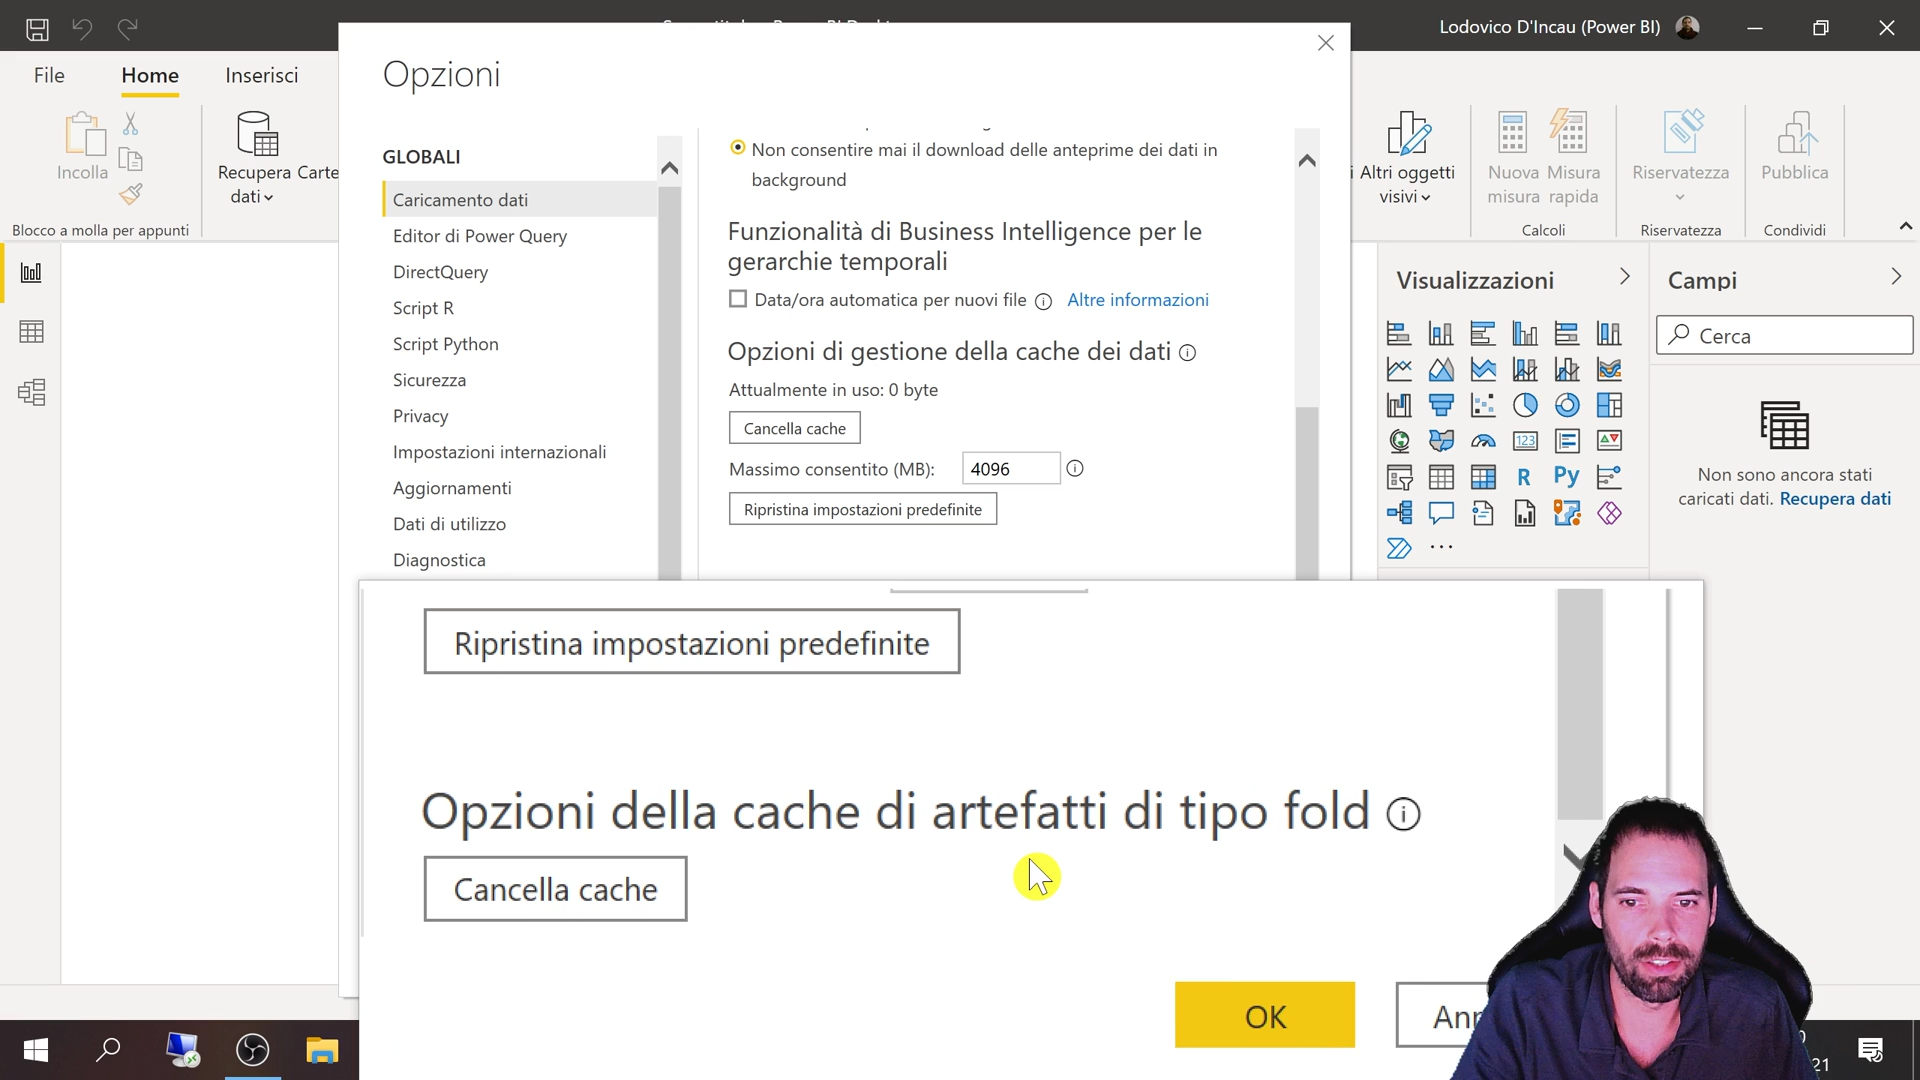 Lodovico D'Incau (Power BI)
File
Home
Inserisci
Opzioni
Incolla
Recupera
dati
Carte
Blocco a molla per appunti
GLOBALI
Caricamento dati
Editor di Power Query
DirectQuery
Script R
Script Python
Sicurezza
Privacy
Impostazioni internazionali
Aggiornamenti
Dati di utilizzo
Diagnostica
Non consentire mai il download delle anteprime dei dati in
background
Funzionalità di Business Intelligence per le
gerarchie temporali
Data/ora automatica per nuovi file
Altre informazioni
Opzioni di gestione della cache dei dati
Attualmente in uso: 0 byte
Cancella cache
Massimo consentito (MB):
4096
Ripristina impostazioni predefinite
i
Altri oggetti
visivi
Nuova
misura
Misura
rapida
Calcoli
Riservatezza
Riservatezza
Pubblica
Condividi
Visualizzazioni
123
R
Py
Campi
Cerca
Non sono ancora stati
caricati dati. Recupera dati
Ripristina impostazioni predefinite
Opzioni della cache di artefatti di tipo fold
Cancella cache
OK
Ann
0
21